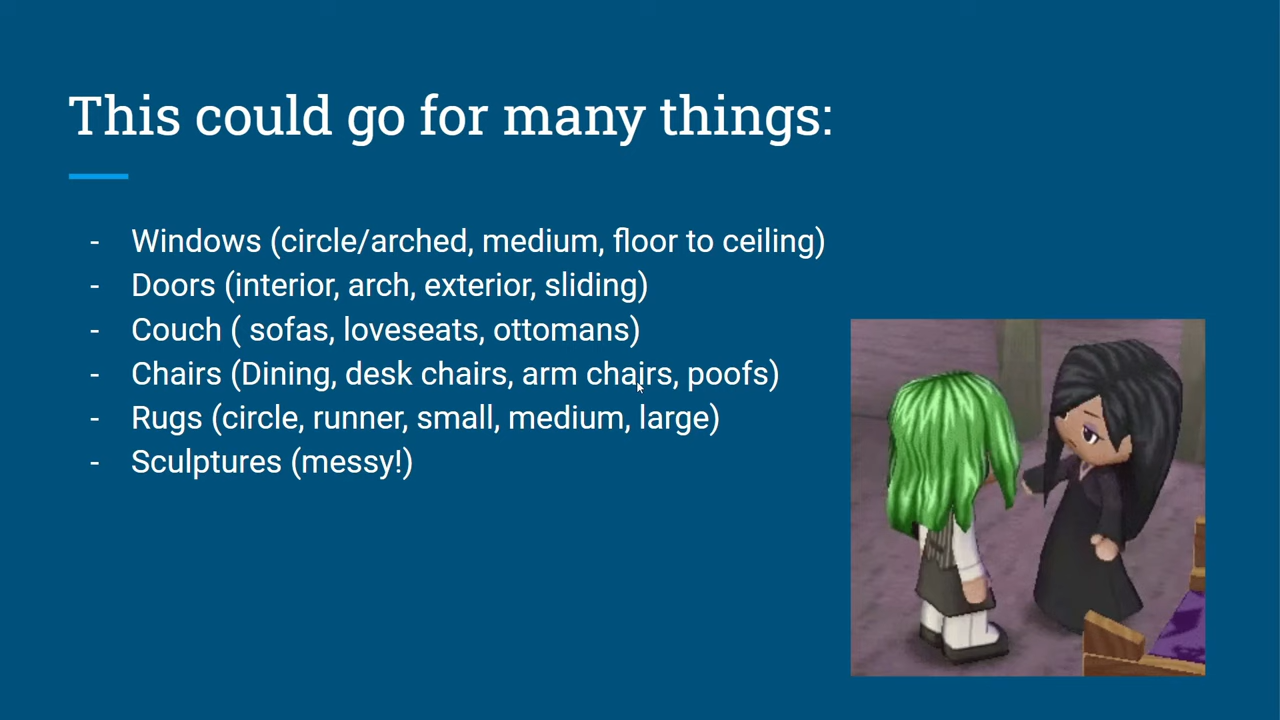 This could go for many things:
- Windows (circle/arched, medium, floor to ceiling)
- Doors (interior, arch, exterior, sliding)
- Couch ( sofas, loveseats, ottomans)
- Chairs (Dining, desk chairs, arm chairs, poofs)
- Rugs (circle, runner, small, medium, large)
- Sculptures (messy!)